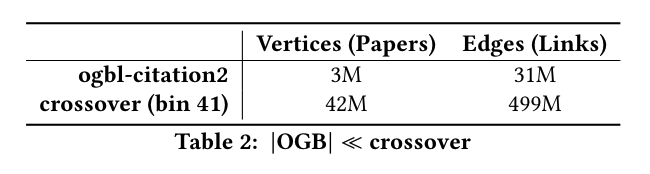 Vertices (Papers) Edges (Links)
ogbl-citation2 3M 31M
crossover (bin 41) 42M 499M
Table 2: |OGB| ≪ crossover